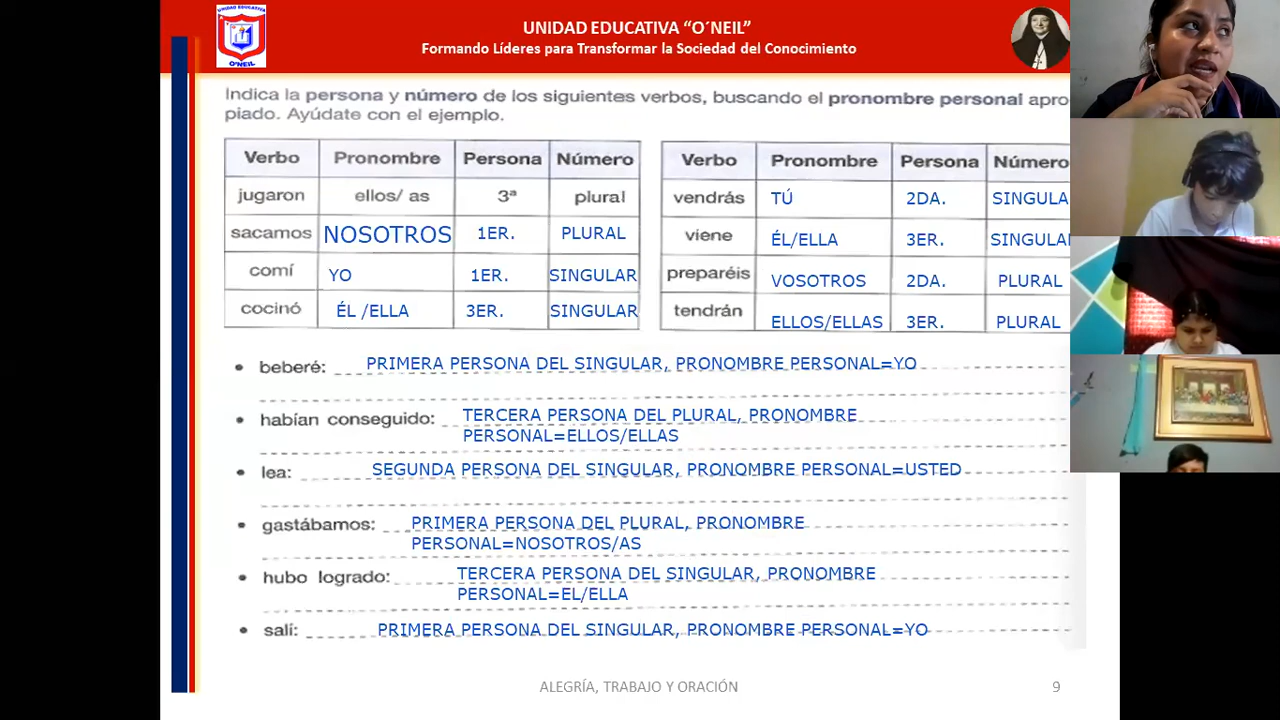 UNIDAD EDUCATIVA
O'NEIL
UNIDAD EDUCATIVA “O´NEIL”
Formando Líderes para Transformar la Sociedad del Conocimiento
Indica la persona y número de los siguientes verbos, buscando el pronombre personal apro
piado. Ayúdate con el ejemplo.
Verbo Pronombre Persona Número
jugaron ellos/ as 3ª plural
sacamos NOSOTROS 1ER. PLURAL
comí YO 1ER. SINGULAR
cocinó ÉL /ELLA 3ER. SINGULAR
Verbo Pronombre Persona Número
vendrás TÚ 2DA. SINGULA
viene ÉL/ELLA 3ER. SINGULA
preparéis VOSOTROS 2DA. PLURAL
tendrán ELLOS/ELLAS 3ER. PLURAL
• beberé: PRIMERA PERSONA DEL SINGULAR, PRONOMBRE PERSONAL=YO
• habían conseguido: TERCERA PERSONA DEL PLURAL, PRONOMBRE
PERSONAL=ELLOS/ELLAS
• lea: SEGUNDA PERSONA DEL SINGULAR, PRONOMBRE PERSONAL=USTED
• gastábamos: PRIMERA PERSONA DEL PLURAL, PRONOMBRE
PERSONAL=NOSOTROS/AS
• hubo logrado: TERCERA PERSONA DEL SINGULAR, PRONOMBRE
PERSONAL=EL/ELLA
• salí: PRIMERA PERSONA DEL SINGULAR, PRONOMBRE PERSONAL=YO
ALEGRÍA, TRABAJO Y ORACIÓN
9